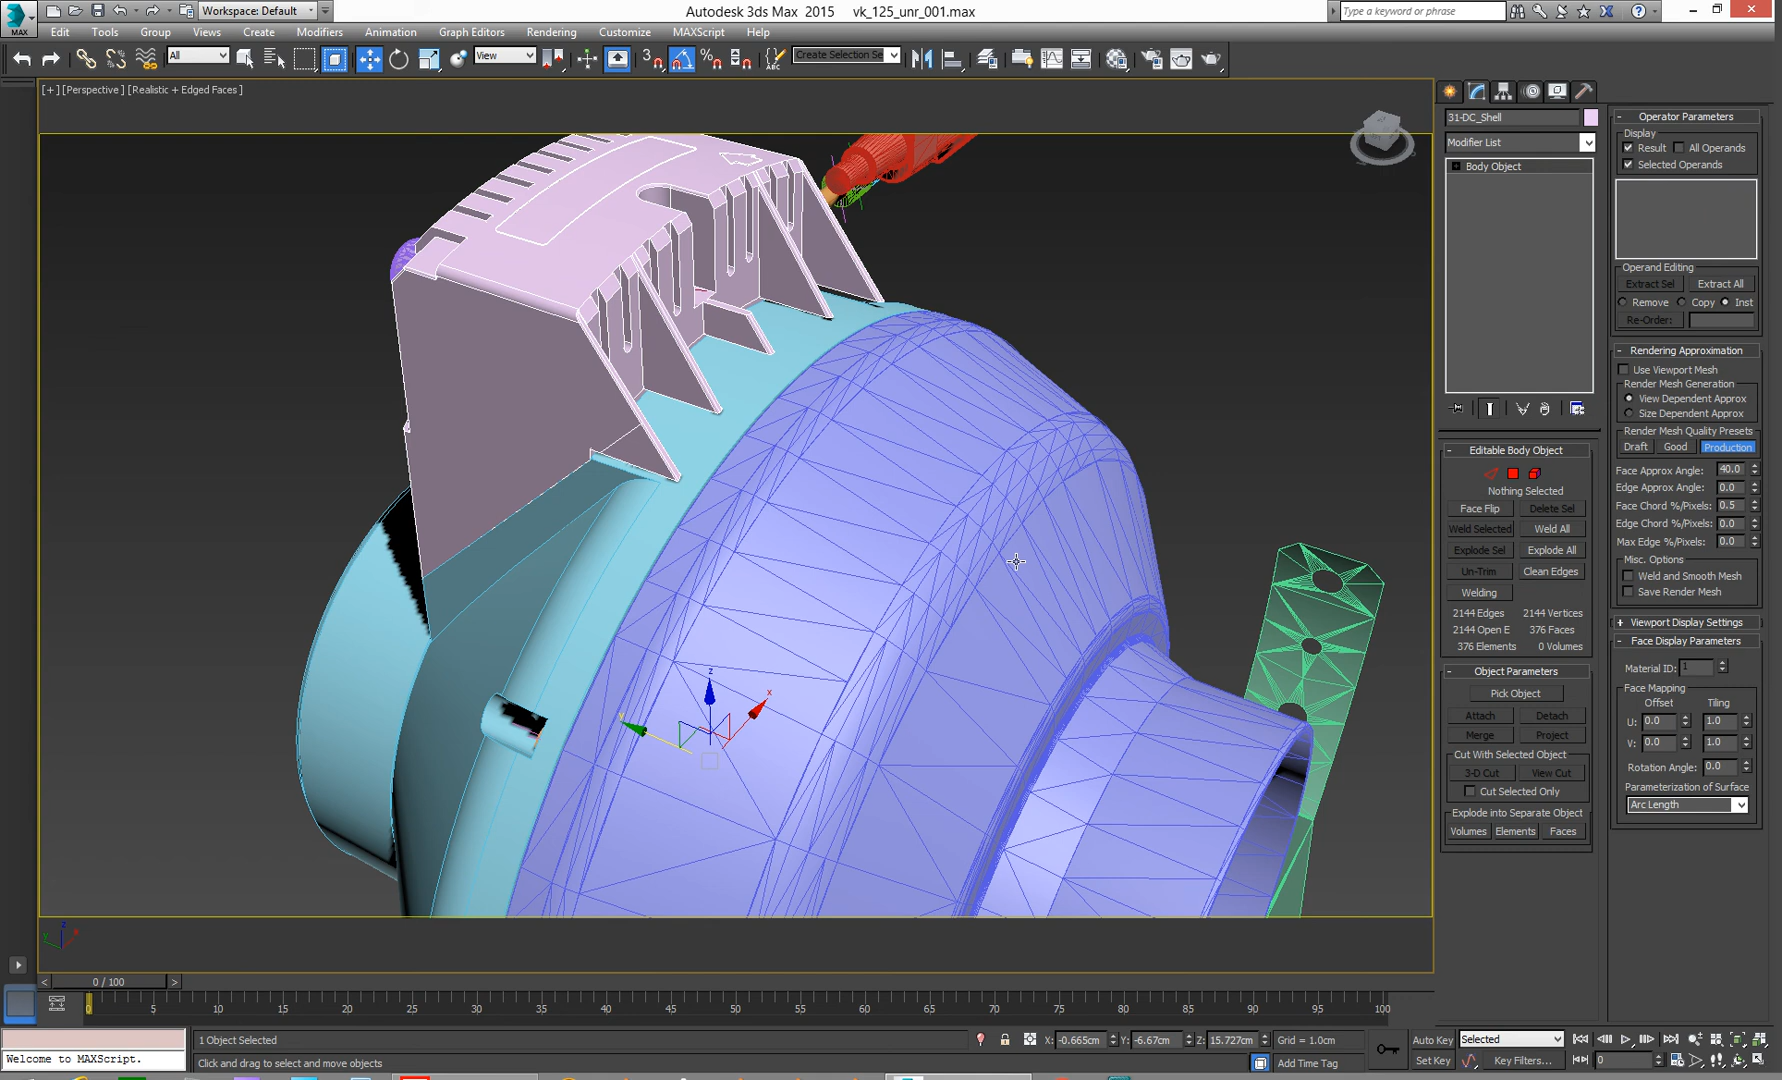 Workspace: Default
Autodesk 3ds Max 2015 vk_125_unr_001.max
Type a keyword or phrase
MAX
Edit Tools Group Views Create Modifiers Animation Graph Editors Rendering Customize MAXScript Help
All View Create Selection Se
[+] [Perspective] [Realistic + Edged Faces]
31-DC_Shell
Modifier List
Body Object
Editable Body Object
Nothing Selected
Face Flip Delete Sel
Weld Selected Weld All
Explode Sel Explode All
Un-Trim Clean Edges
Welding
2144 Edges 2144 Vertices
2144 Open E 376 Faces
376 Elements 0 Volumes
Object Parameters
Pick Object
Attach Detach
Merge Project
Cut With Selected Object
3-D Cut View Cut
Cut Selected Only
Explode into Separate Object
Volumes Elements Faces
Operator Parameters
Display
Result All Operands
Selected Operands
Operand Editing
Extract Sel Extract All
Remove Copy Inst
Re-Order:
Rendering Approximation
Use Viewport Mesh
Render Mesh Generation
View Dependent Approx
Size Dependent Approx
Render Mesh Quality Presets
Draft Good Production
Face Approx Angle: 40.0
Edge Approx Angle: 0.0
Face Chord %/Pixels: 0.5
Edge Chord %/Pixels: 0.0
Max Edge %/Pixels: 0.0
Misc. Options
Weld and Smooth Mesh
Save Render Mesh
Viewport Display Settings
Face Display Parameters
Material ID: 1
Face Mapping
Offset Tiling
U: 0.0 1.0
V: 0.0 1.0
Rotation Angle: 0.0
Parameterization of Surface
Arc Length
z
x
y
0 / 100
0 5 10 15 20 25 30 35 40 45 50 55 60 65 70 75 80 85 90 95 100
1 Object Selected X: -0.665cm Y: -6.67cm Z: 15.727cm Grid = 1.0cm Auto Key Selected
Welcome to MAXScript. Click and drag to select and move objects Add Time Tag Set Key Key Filters... 0